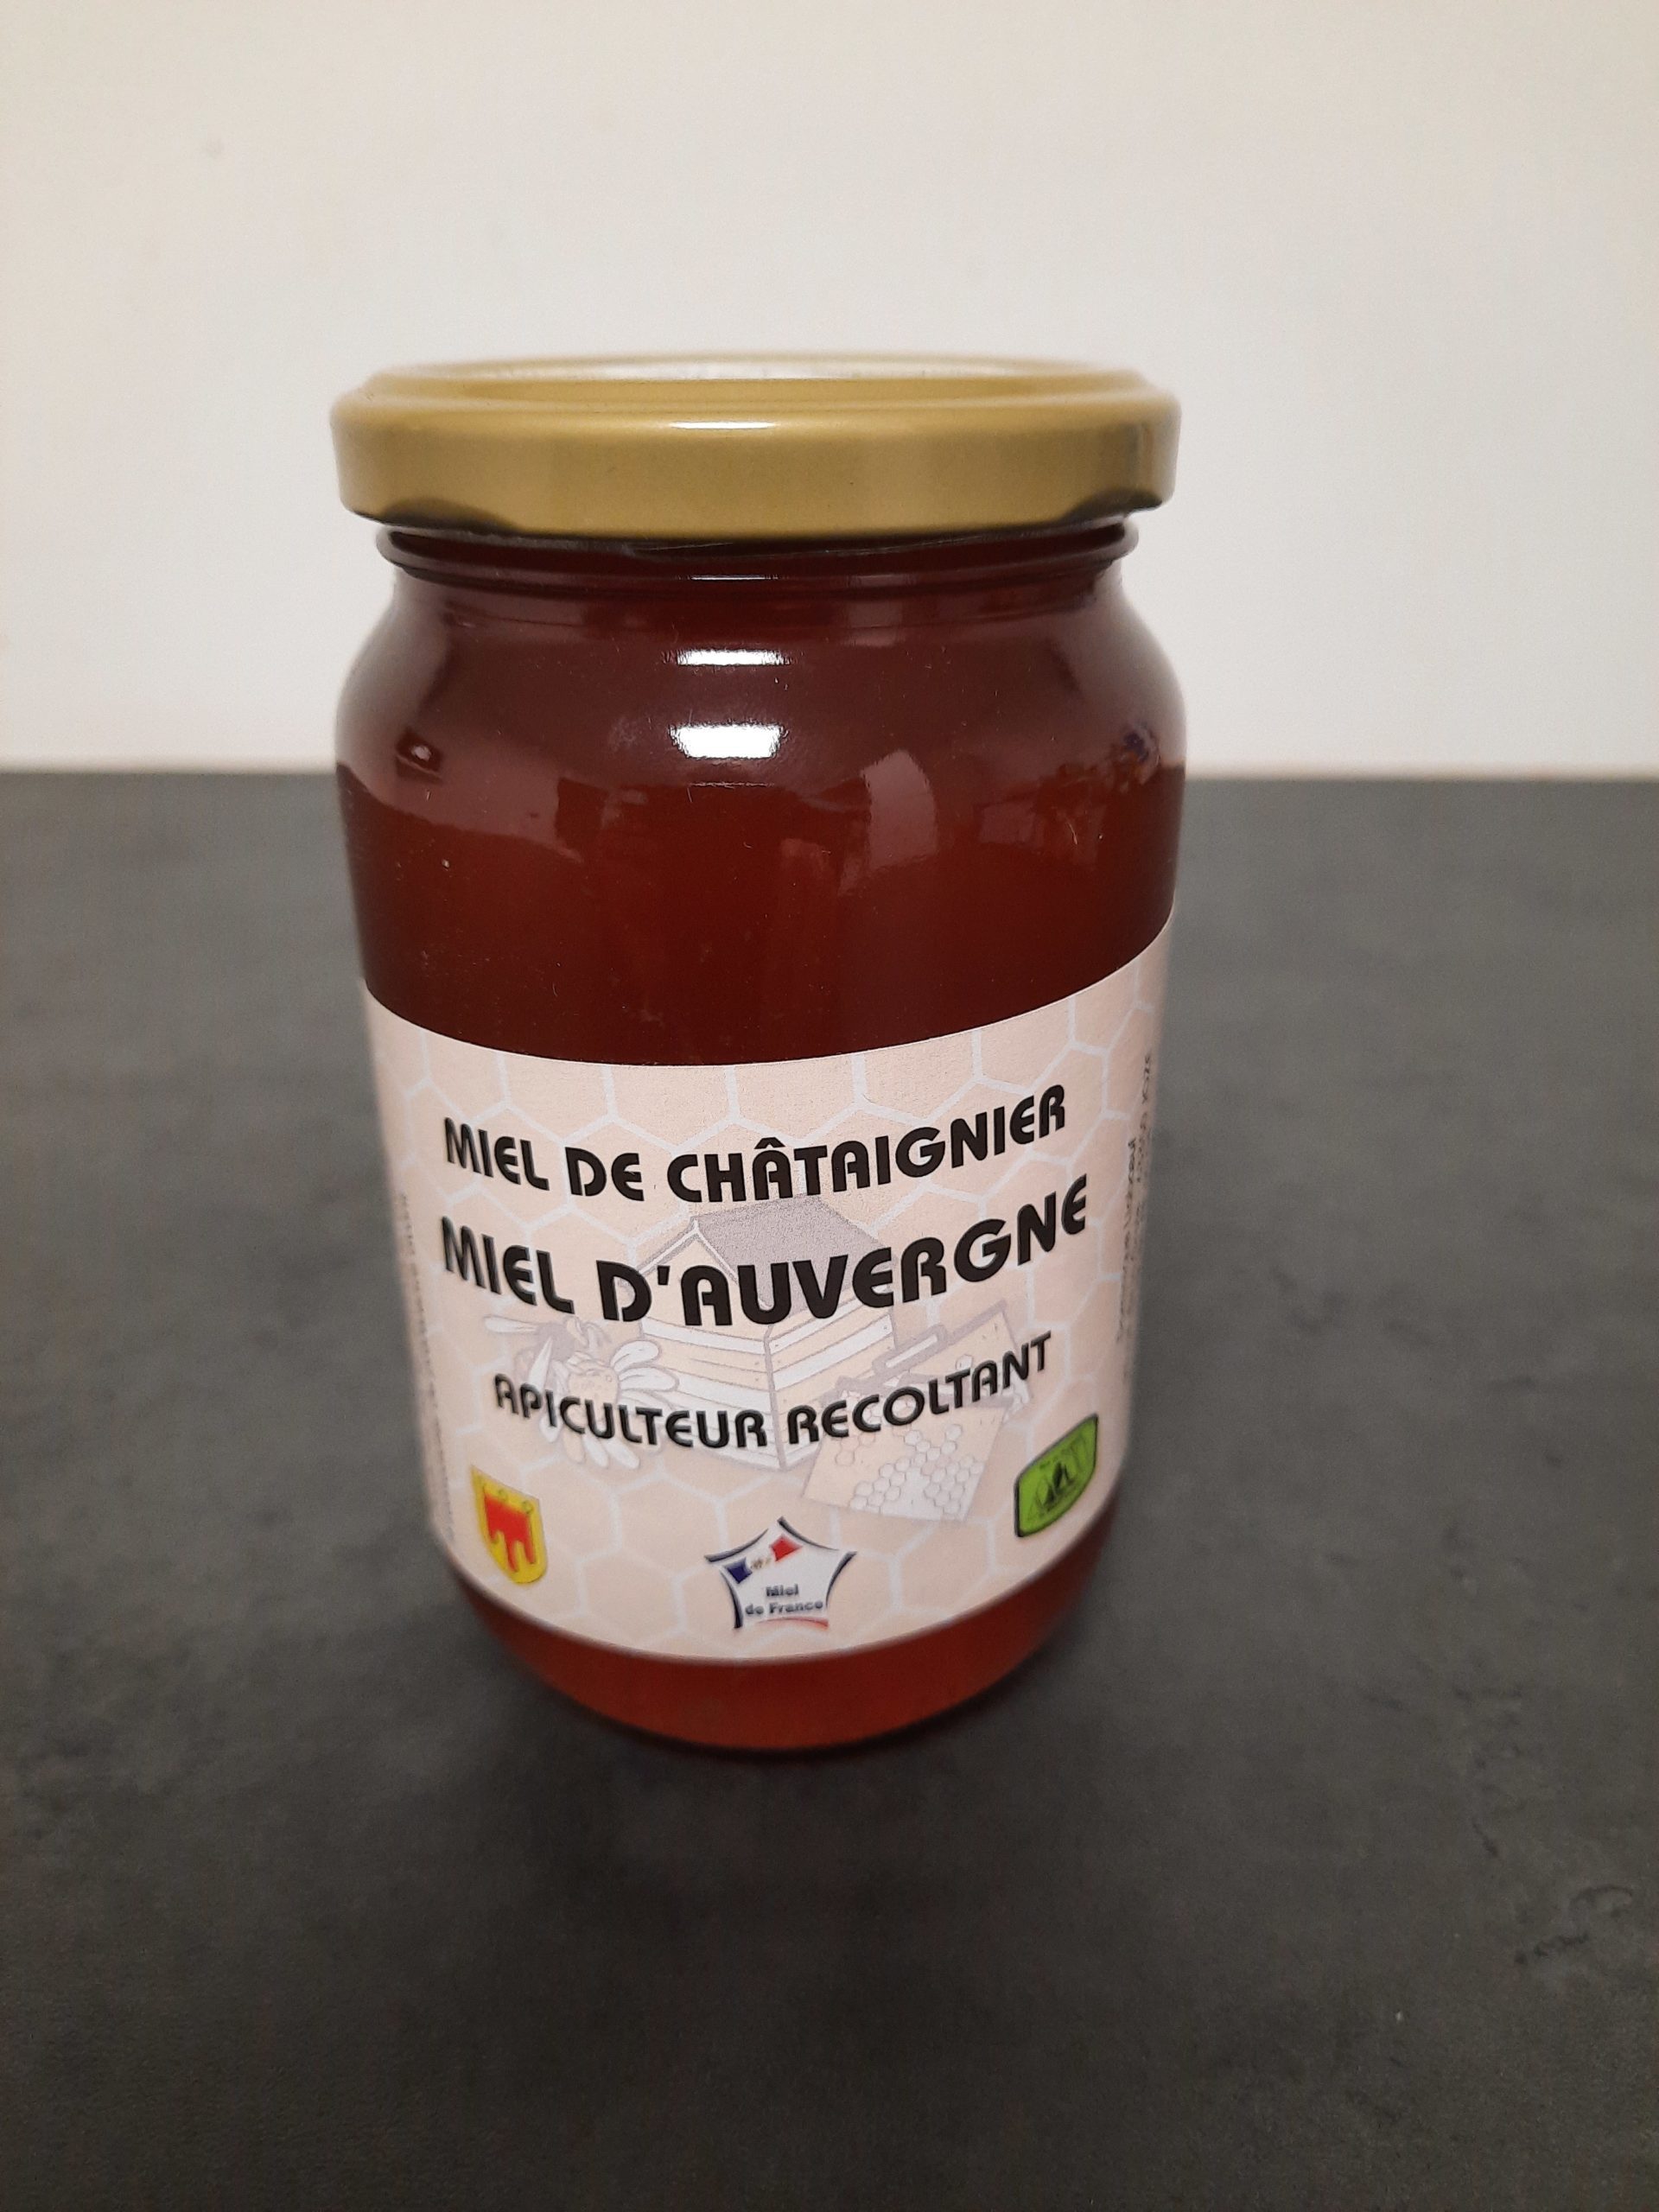 MIEL DE CHÂTAIGNIER
MIEL D'AUVERGNE
APICULTEUR RECOLTANT
Miel
de France